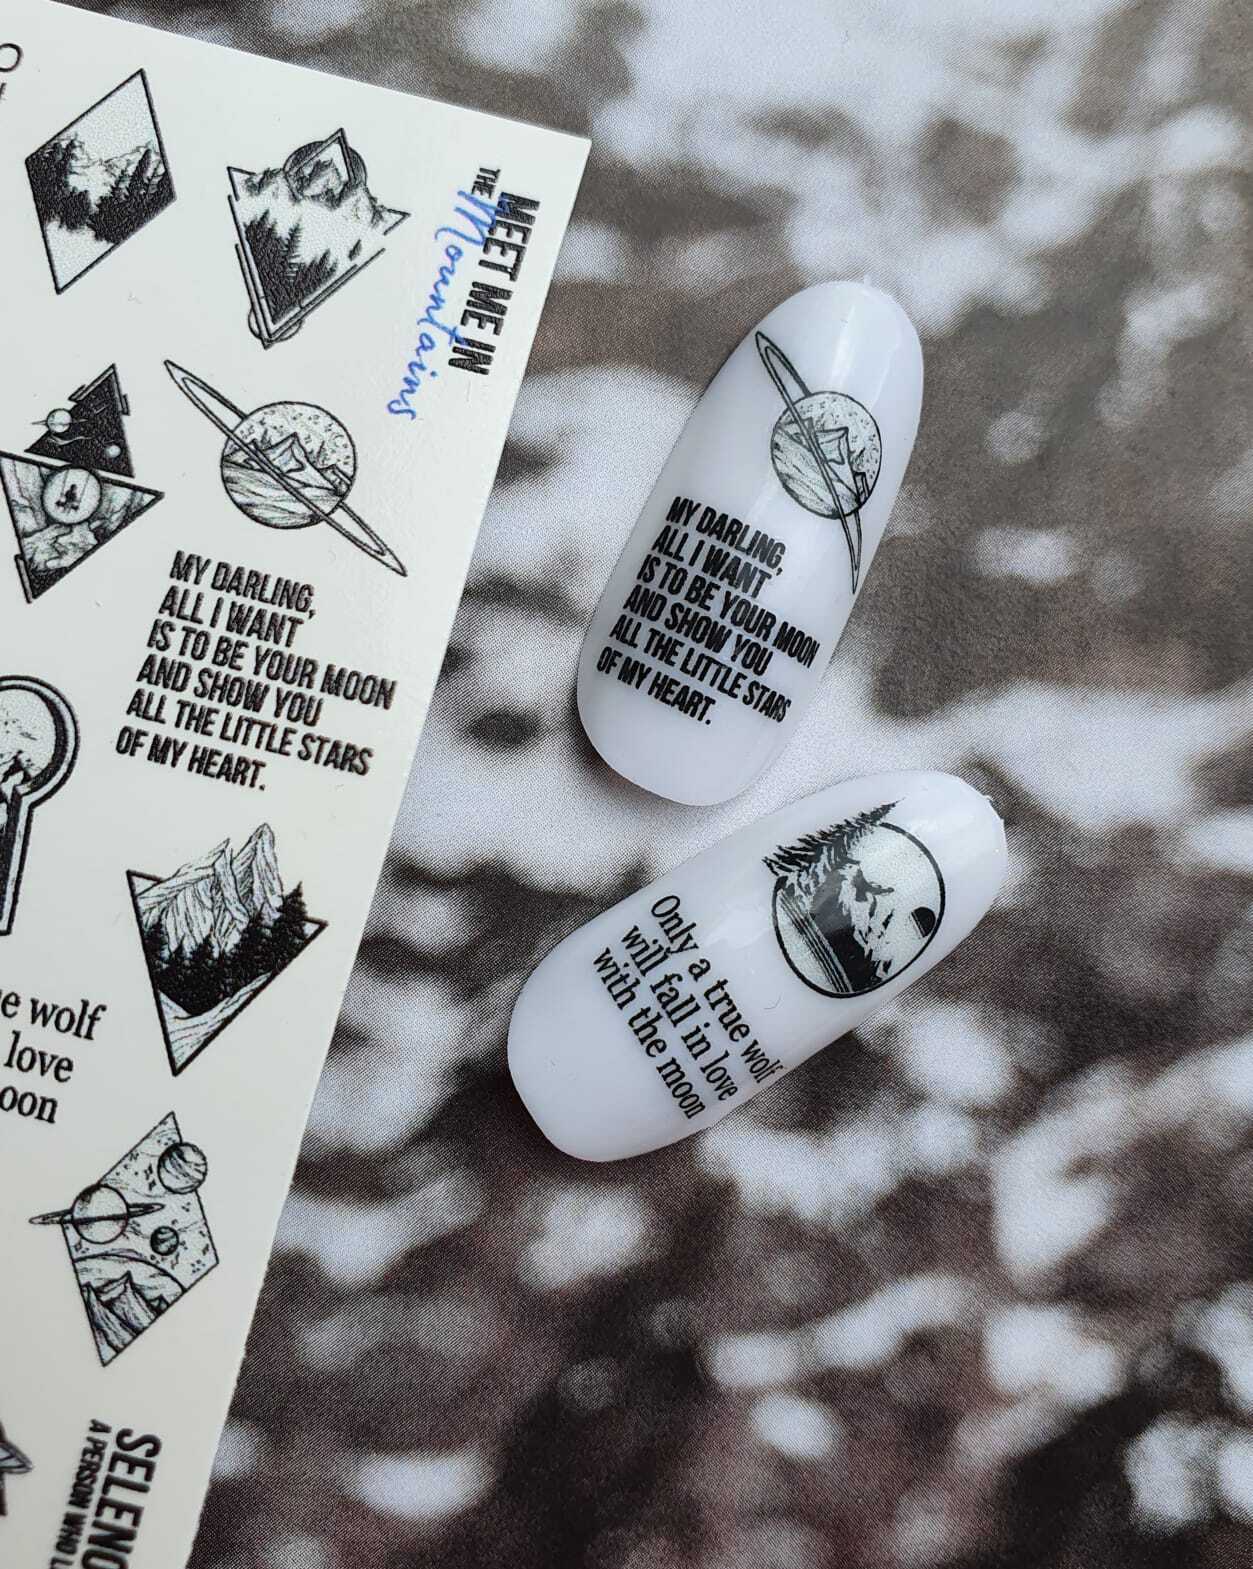 MEET ME IN
THE Mountains
MY DARLING,
ALL I WANT
IS TO BE YOUR MOON
AND SHOW YOU
ALL THE LITTLE STARS
OF MY HEART.
wolf
love
A PERSON WHO
MY DARLING,
ALL I WANT
IS TO BE YOUR MOON
AND SHOW YOU
ALL THE LITTLE STARS
OF MY HEART.
Only a true wolf
will fall in love
with the moon